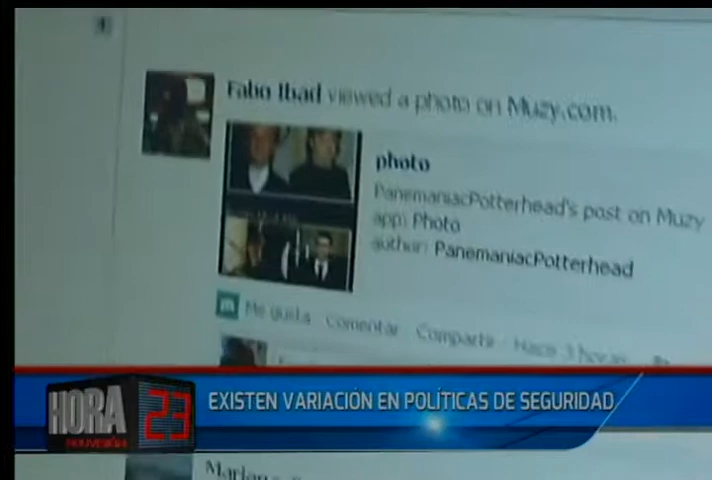 Fabo Ibad viewed a photo on Muzy.com.
photo
PanemaniacPotterhead's post on Muzy
app: Photo
author: PanemaniacPotterhead
m
Me gusta · Comentar · Compartir · Hace 3 horas
HORA 23
NOUVISIÓN
EXISTEN VARIACIÓN EN POLÍTICAS DE SEGURIDAD